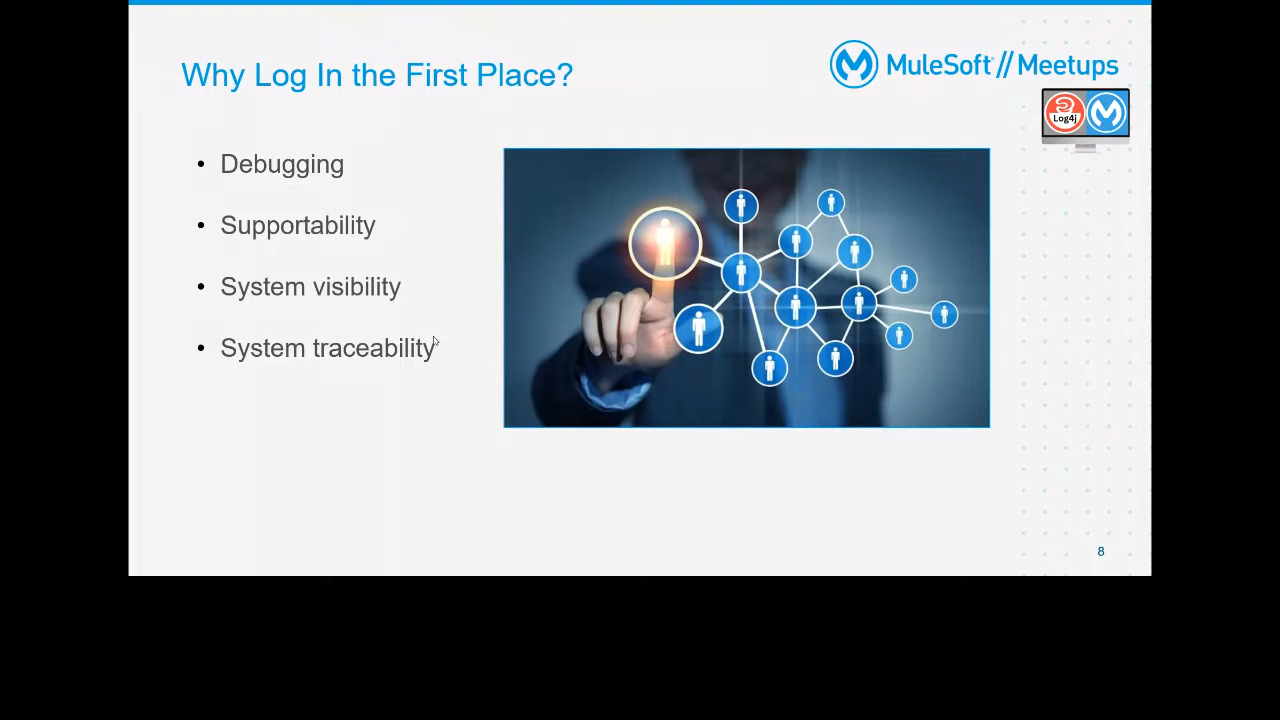 Why Log In the First Place?
MuleSoft // Meetups
Log4j
• Debugging
• Supportability
• System visibility
• System traceability
8